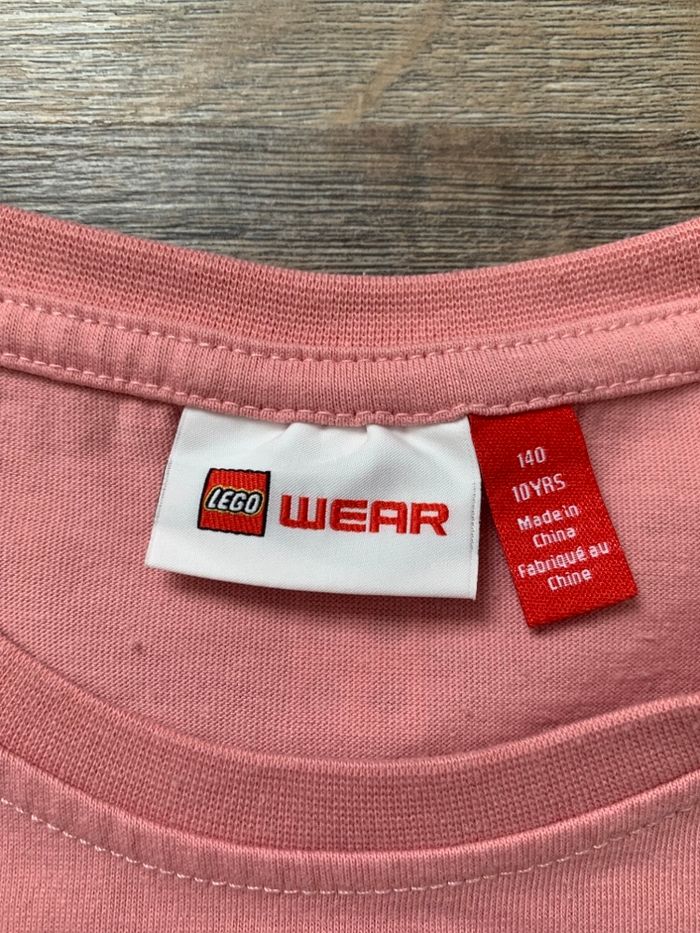 LEGO WEAR
140
10YRS
Made in
China
Fabriqué au
Chine